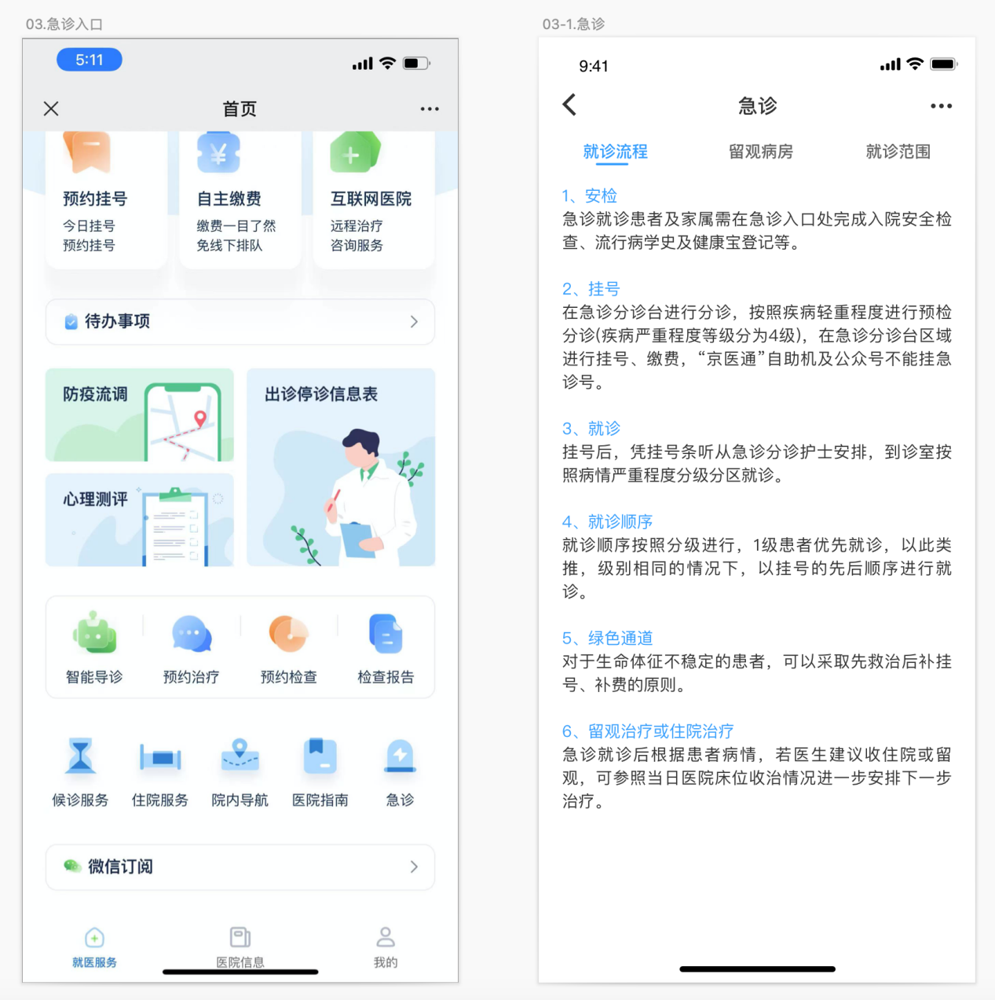 03.急诊入口
5:11
首页
预约挂号
今日挂号
预约挂号
自主缴费
缴费一目了然
免线下排队
互联网医院
远程治疗
咨询服务
待办事项
防疫流调
出诊停诊信息表
心理测评
智能导诊
预约治疗
预约检查
检查报告
候诊服务
住院服务
院内导航
医院指南
急诊
微信订阅
就医服务
医院信息
我的
03-1.急诊
9:41
急诊
就诊流程
留观病房
就诊范围
1、安检
急诊就诊患者及家属需在急诊入口处完成入院安全检
查、流行病学史及健康宝登记等。
2、挂号
在急诊分诊台进行分诊，按照疾病轻重程度进行预检
分诊(疾病严重程度等级分为4级)，在急诊分诊台区域
进行挂号、缴费，“京医通”自助机及公众号不能挂急
诊号。
3、就诊
挂号后，凭挂号条听从急诊分诊护士安排，到诊室按
照病情严重程度分级分区就诊。
4、就诊顺序
就诊顺序按照分级进行，1级患者优先就诊，以此类
推，级别相同的情况下，以挂号的先后顺序进行就
诊。
5、绿色通道
对于生命体征不稳定的患者，可以采取先救治后补挂
号、补费的原则。
6、留观治疗或住院治疗
急诊就诊后根据患者病情，若医生建议收住院或留
观，可参照当日医院床位收治情况进一步安排下一步
治疗。